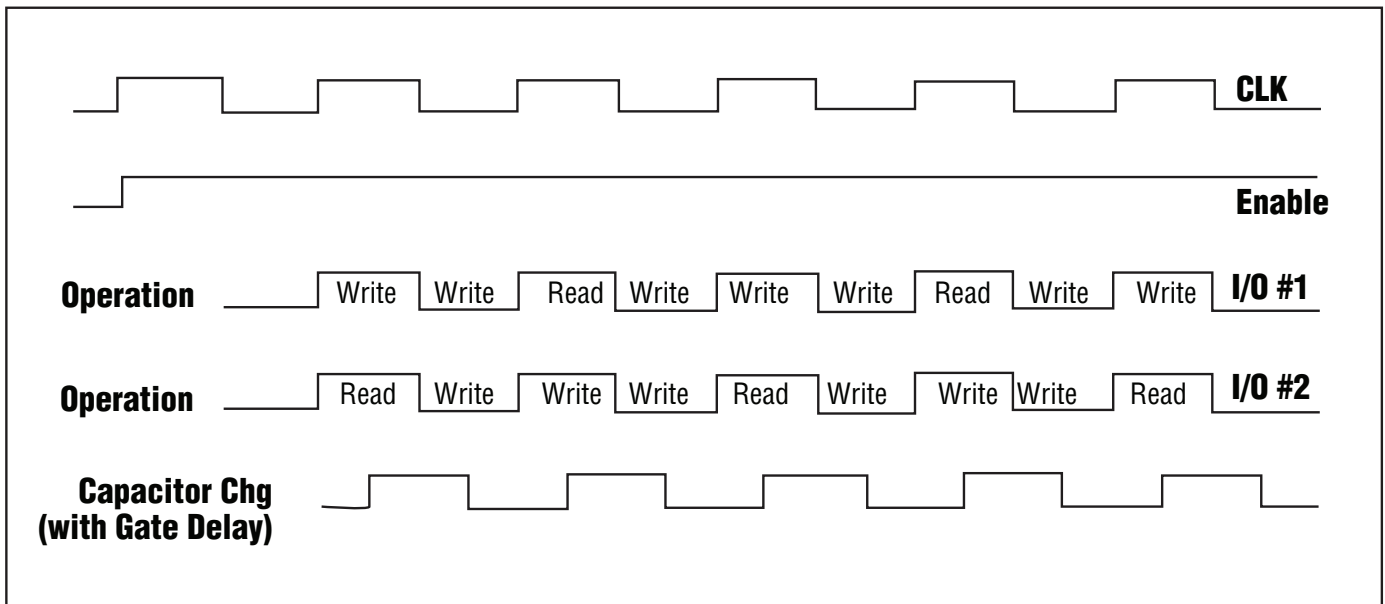 CLK
Enable
Operation Write Write Read Write Write Write Read Write Write I/O #1
Operation Read Write Write Write Read Write Write Write Read I/O #2
Capacitor Chg
(with Gate Delay)